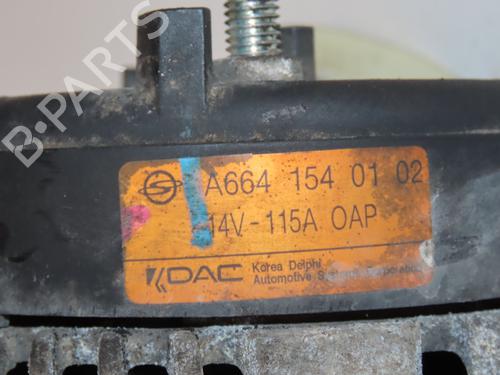 B-PARTS
A664 154 01 02
14V-115A OAP
KDAC Korea Delphi
Automotive Systems Corporation